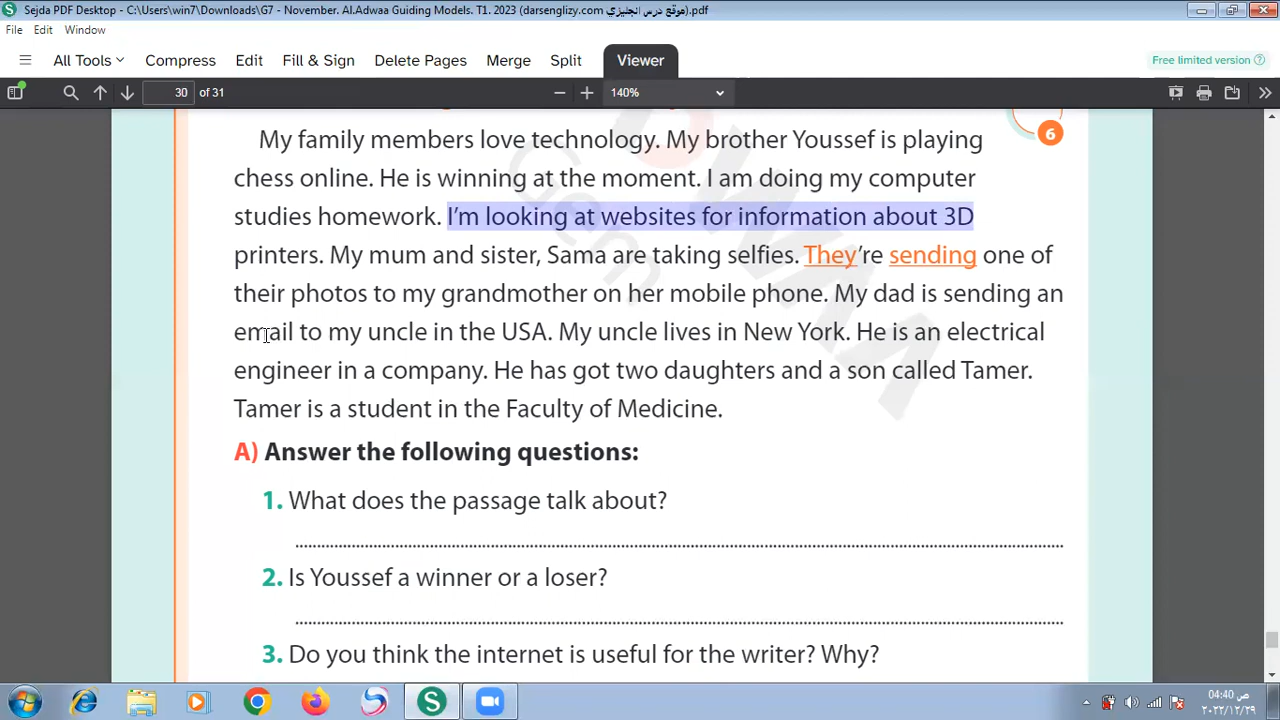 Sejda PDF Desktop - C:\Users\win7\Downloads\G7 - November. Al.Adwaa Guiding Models. T1. 2023 (darsenglizy.com موقع درس انجليزي).pdf
File Edit Window
All Tools Compress Edit Fill & Sign Delete Pages Merge Split Viewer Free limited version
30 of 31 140%
6
My family members love technology. My brother Youssef is playing
chess online. He is winning at the moment. I am doing my computer
studies homework. I'm looking at websites for information about 3D
printers. My mum and sister, Sama are taking selfies. They're sending one of
their photos to my grandmother on her mobile phone. My dad is sending an
email to my uncle in the USA. My uncle lives in New York. He is an electrical
engineer in a company. He has got two daughters and a son called Tamer.
Tamer is a student in the Faculty of Medicine.
A) Answer the following questions:
1. What does the passage talk about?
2. Is Youssef a winner or a loser?
3. Do you think the internet is useful for the writer? Why?
04:40 ص
٢٠٢٢/١٢/٢٩